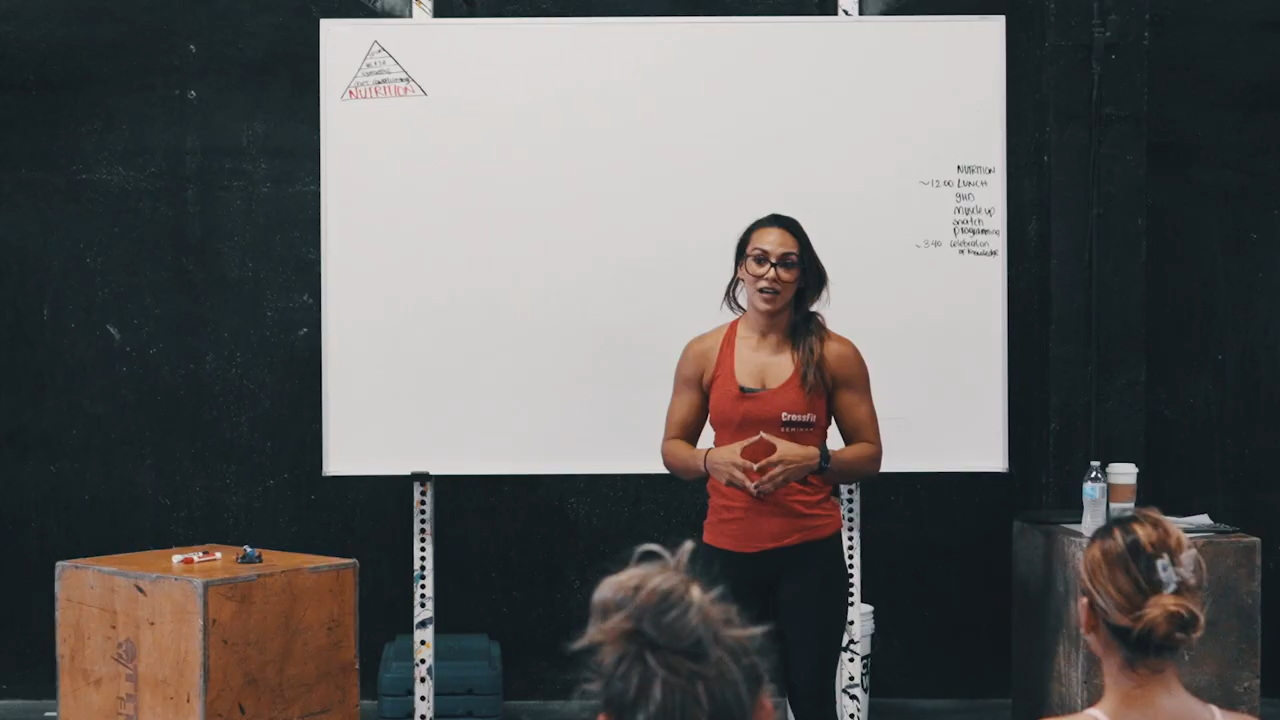 NUTRITION
NUTRITION
~12:00 LUNCH
GHD
muscle up
snatch
programming
~3:40 celebration
of knowledge
CrossFit
SEMINAR